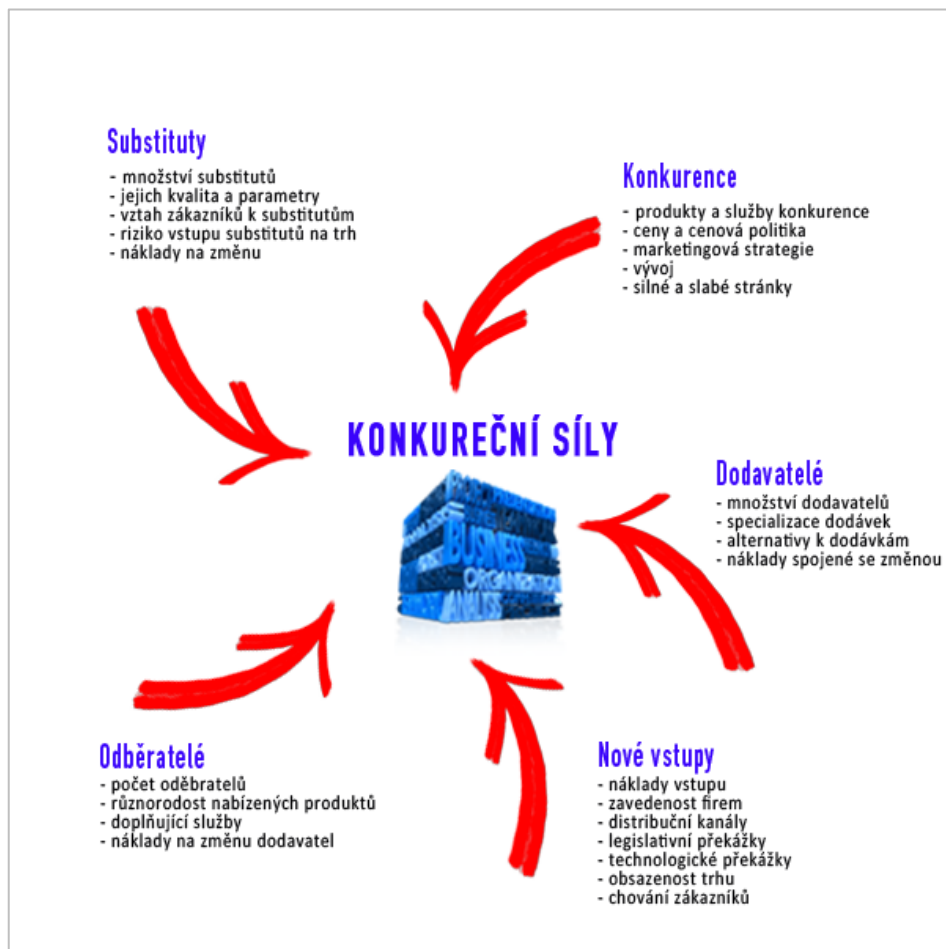 Substituty
- množství substitutů
- jejich kvalita a parametry
- vztah zákazníků k substitutům
- riziko vstupu substitutů na trh
- náklady na změnu
Konkurence
- produkty a služby konkurence
- ceny a cenová politika
- marketingová strategie
- vývoj
- silné a slabé stránky
KONKUREČNÍ SÍLY
BUSINESS
ORGANIZATION
Dodavatelé
- množství dodavatelů
- specializace dodávek
- alternativy k dodávkám
- náklady spojené se změnou
Odběratelé
- počet oděbratelů
- různorodost nabízených produktů
- doplňující služby
- náklady na změnu dodavatel
Nové vstupy
- náklady vstupu
- zavedenost firem
- distribuční kanály
- legislativní překážky
- technologické překážky
- obsazenost trhu
- chování zákazníků